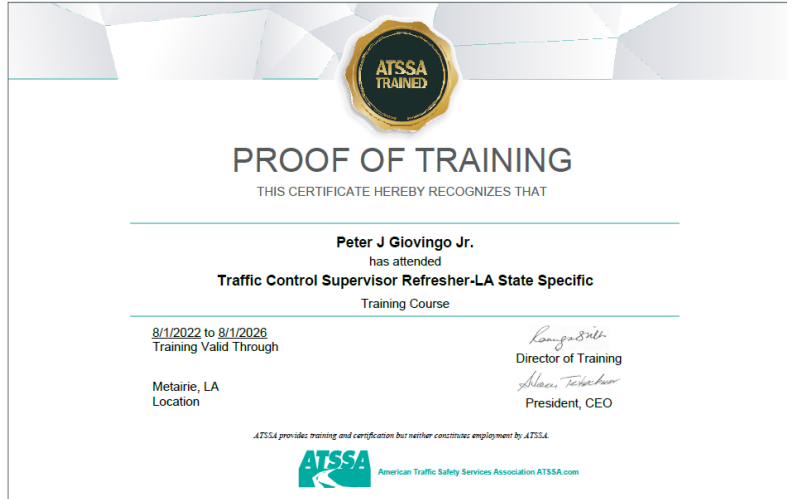 ATSSA
TRAINED
PROOF OF TRAINING
THIS CERTIFICATE HEREBY RECOGNIZES THAT
Peter J Giovingo Jr.
has attended
Traffic Control Supervisor Refresher-LA State Specific
Training Course
8/1/2022 to 8/1/2026
Training Valid Through
Director of Training
Metairie, LA
Location
President, CEO
ATSSA provides training and certification but neither constitutes employment by ATSSA.
ATSSA
American Traffic Safety Services Association ATSSA.com